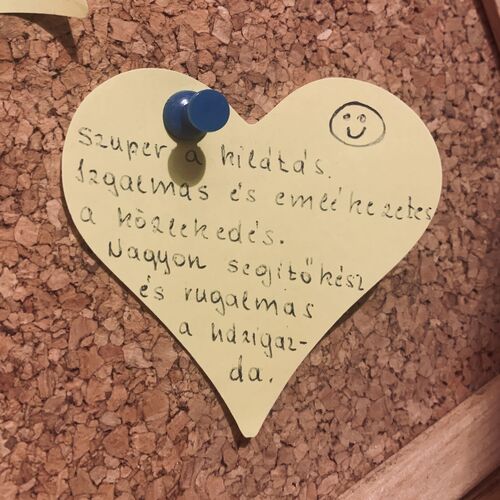 Szuper a kilátás.
Izgalmas és emlékezetes
a közlekedés.
Nagyon segítőkész
és rugalmas
a házigaz-
da.